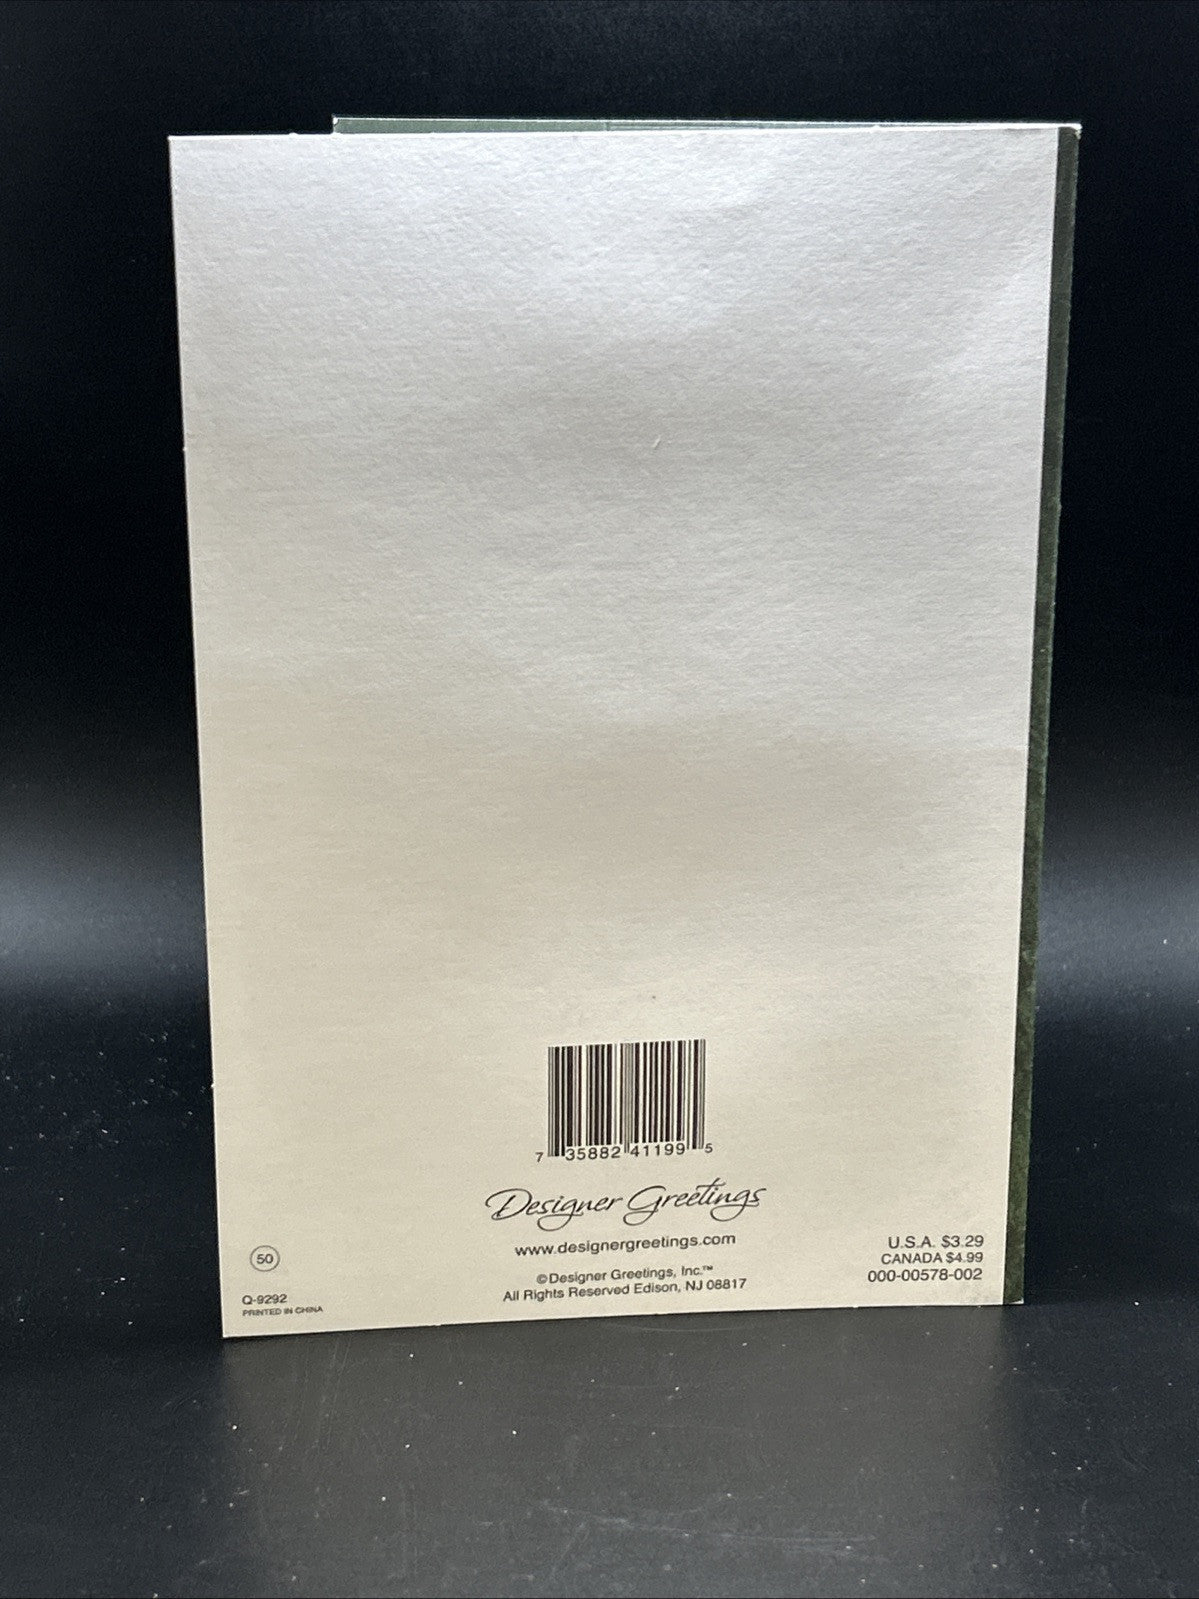 7 35882 41199 5
Designer Greetings
www.designergreetings.com
©Designer Greetings, Inc.™
All Rights Reserved Edison, NJ 08817
50
Q-9292
PRINTED IN CHINA
U.S.A. $3.29
CANADA $4.99
000-00578-002